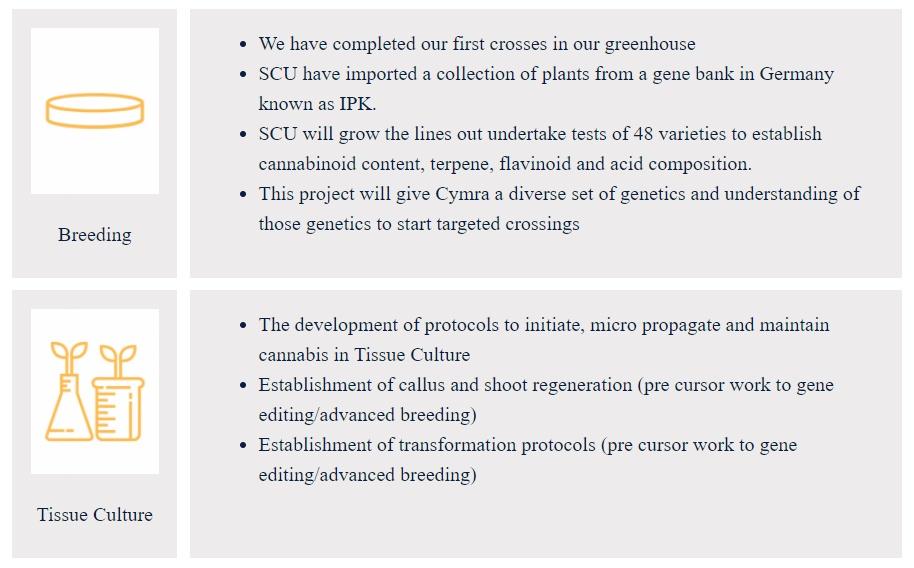 We have completed our first crosses in our greenhouse
SCU have imported a collection of plants from a gene bank in Germany
known as IPK.
SCU will grow the lines out undertake tests of 48 varieties to establish
cannabinoid content, terpene, flavinoid and acid composition.
This project will give Cymra a diverse set of genetics and understanding of
those genetics to start targeted crossings
Breeding
The development of protocols to initiate, micro propagate and maintain
cannabis in Tissue Culture
Establishment of callus and shoot regeneration (pre cursor work to gene
editing/advanced breeding)
Establishment of transformation protocols (pre cursor work to gene
editing/advanced breeding)
Tissue Culture